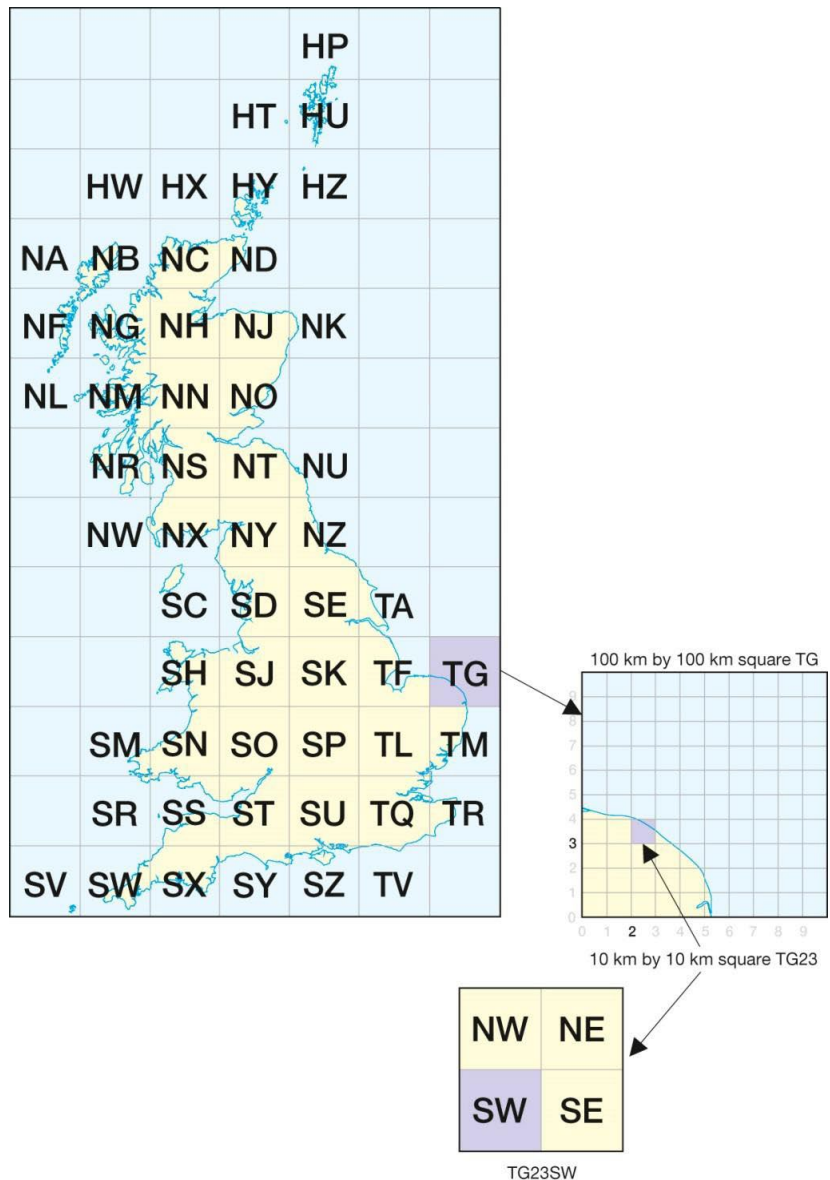 HP
HT HU
HW HX HY HZ
NA NB NC ND
NF NG NH NJ NK
NL NM NN NO
NR NS NT NU
NW NX NY NZ
SC SD SE TA
SH SJ SK TF TG
SM SN SO SP TL TM
SR SS ST SU TQ TR
SV SW SX SY SZ TV
100 km by 100 km square TG
9
8
7
6
5
4
3
2
1
0
0 1 2 3 4 5 6 7 8 9
10 km by 10 km square TG23
NW NE
SW SE
TG23SW